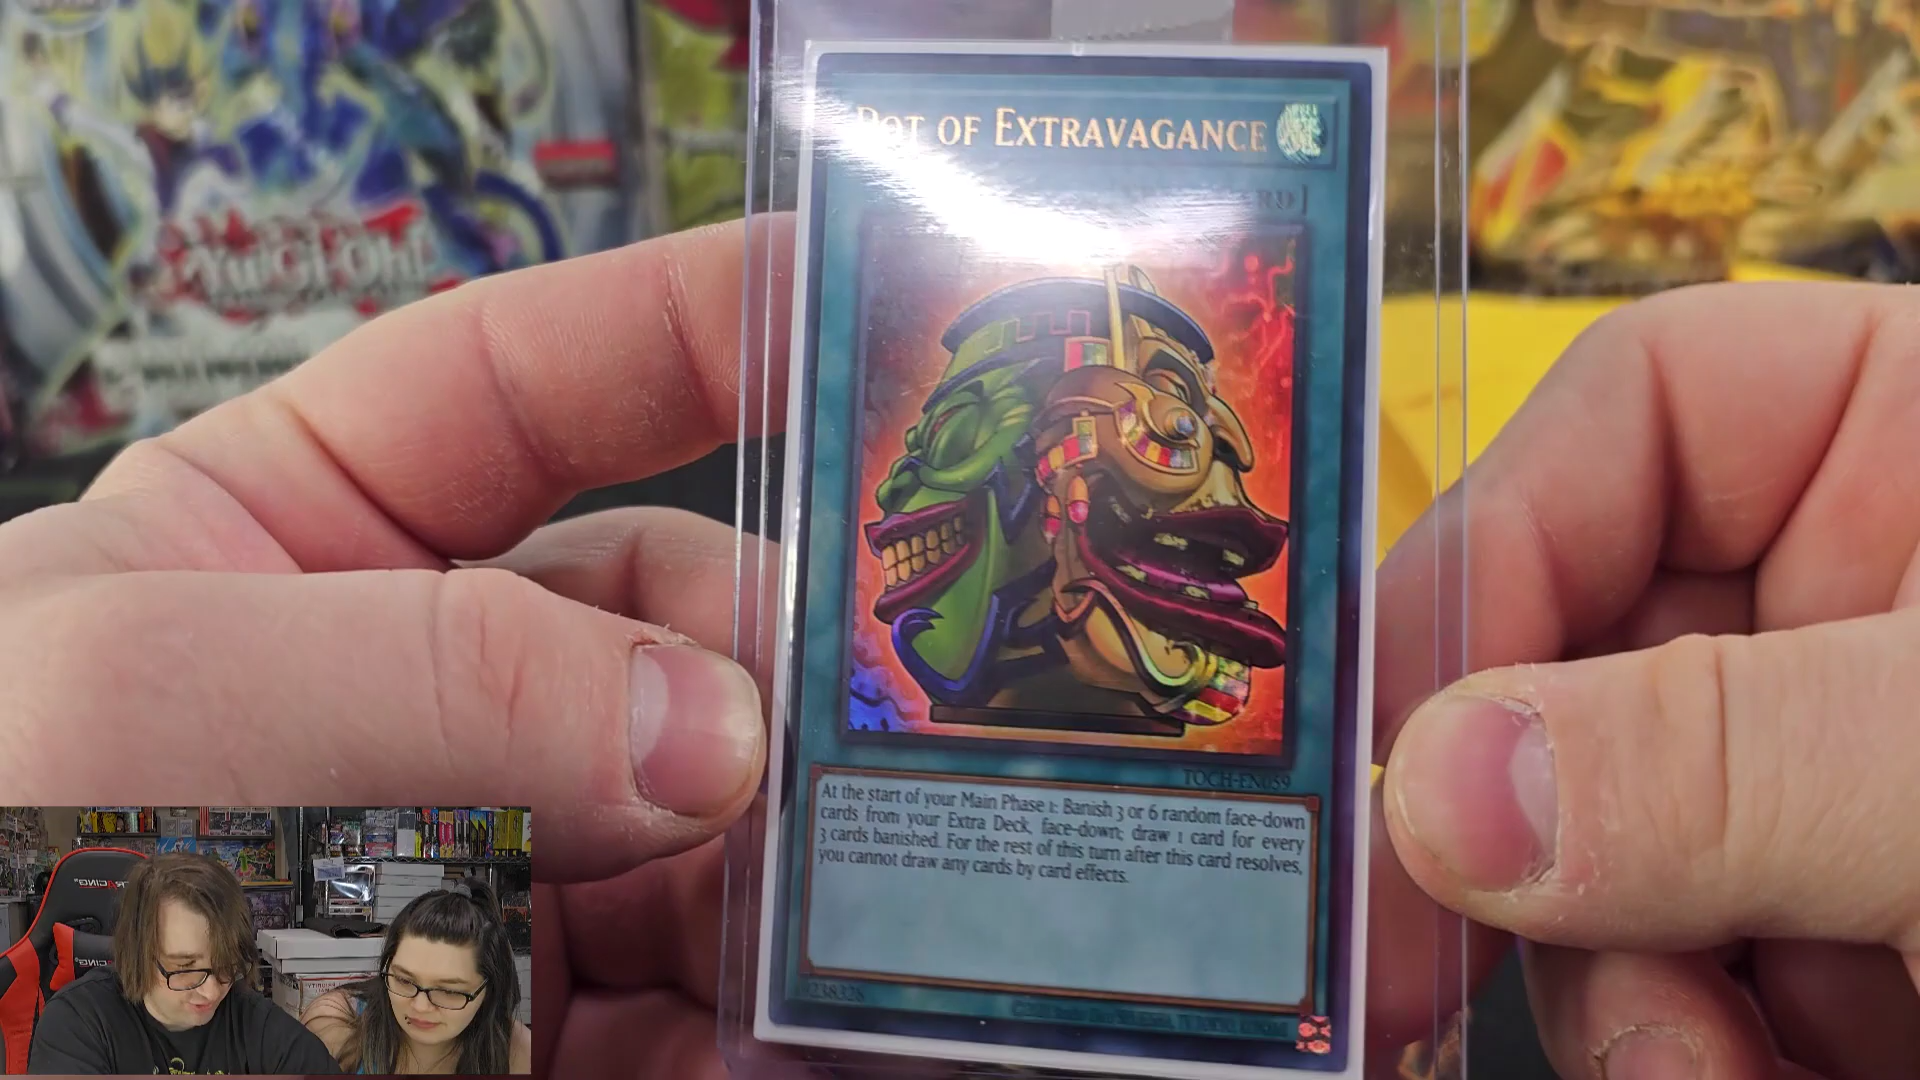 Yu-Gi-Oh!
POT OF EXTRAVAGANCE
TOCH-EN059
At the start of your Main Phase 1: Banish 3 or 6 random face-down
cards from your Extra Deck, face-down; draw 1 card for every
3 cards banished. For the rest of this turn after this card resolves,
you cannot draw any cards by card effects.